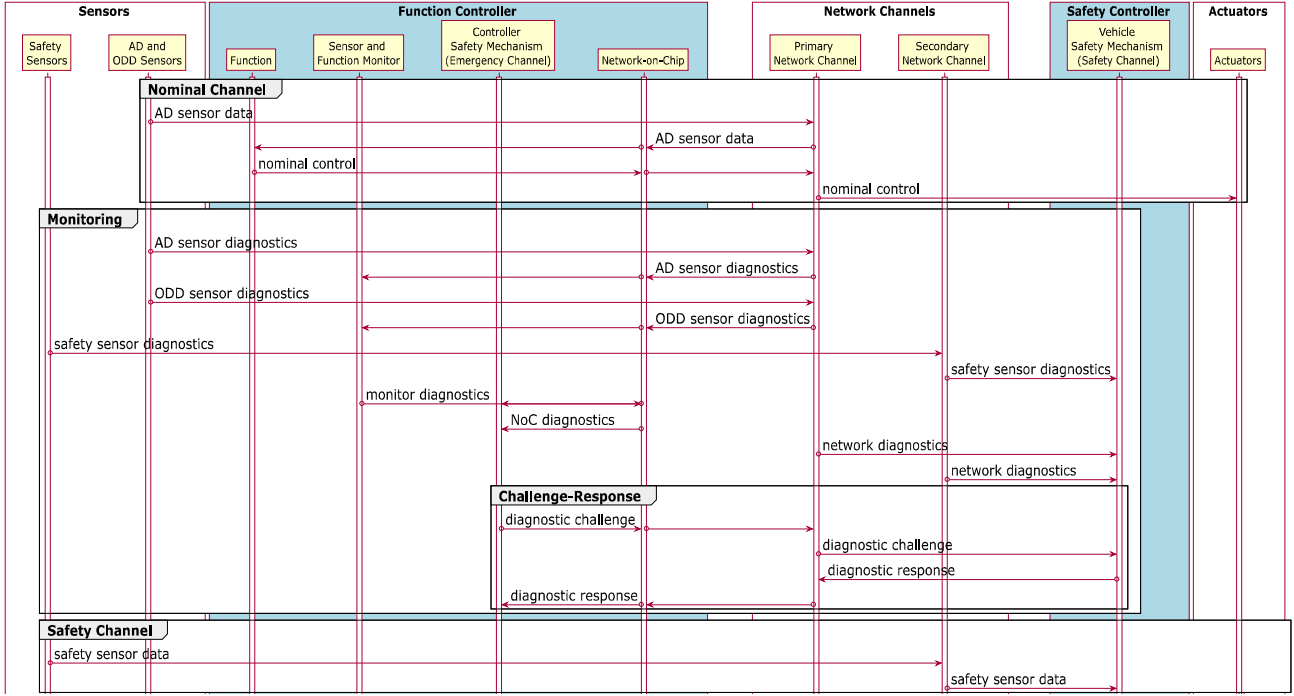 Sensors
Function Controller
Network Channels
Safety Controller
Actuators
Safety
Sensors
AD and
ODD Sensors
Function
Sensor and
Function Monitor
Controller
Safety Mechanism
(Emergency Channel)
Network-on-Chip
Primary
Network Channel
Secondary
Network Channel
Vehicle
Safety Mechanism
(Safety Channel)
Actuators
Nominal Channel
AD sensor data
AD sensor data
nominal control
nominal control
Monitoring
AD sensor diagnostics
AD sensor diagnostics
ODD sensor diagnostics
ODD sensor diagnostics
safety sensor diagnostics
safety sensor diagnostics
monitor diagnostics
NoC diagnostics
network diagnostics
network diagnostics
Challenge-Response
diagnostic challenge
diagnostic challenge
diagnostic response
diagnostic response
Safety Channel
safety sensor data
safety sensor data